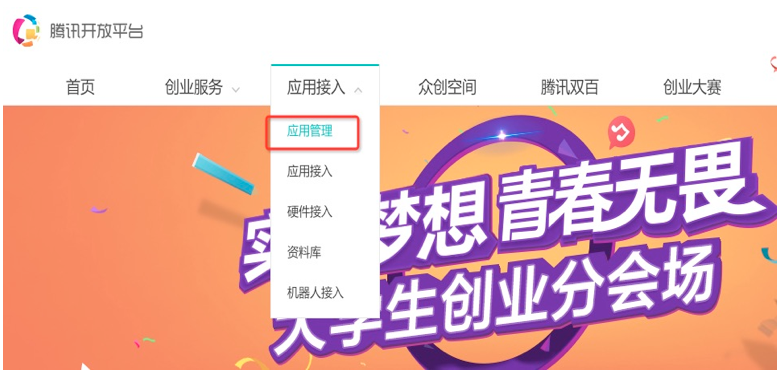 腾讯开放平台
首页 创业服务 应用接入 众创空间 腾讯双百 创业大赛
应用管理
应用接入
硬件接入
资料库
机器人接入
实 梦想 青春无畏
大学生创业分会场